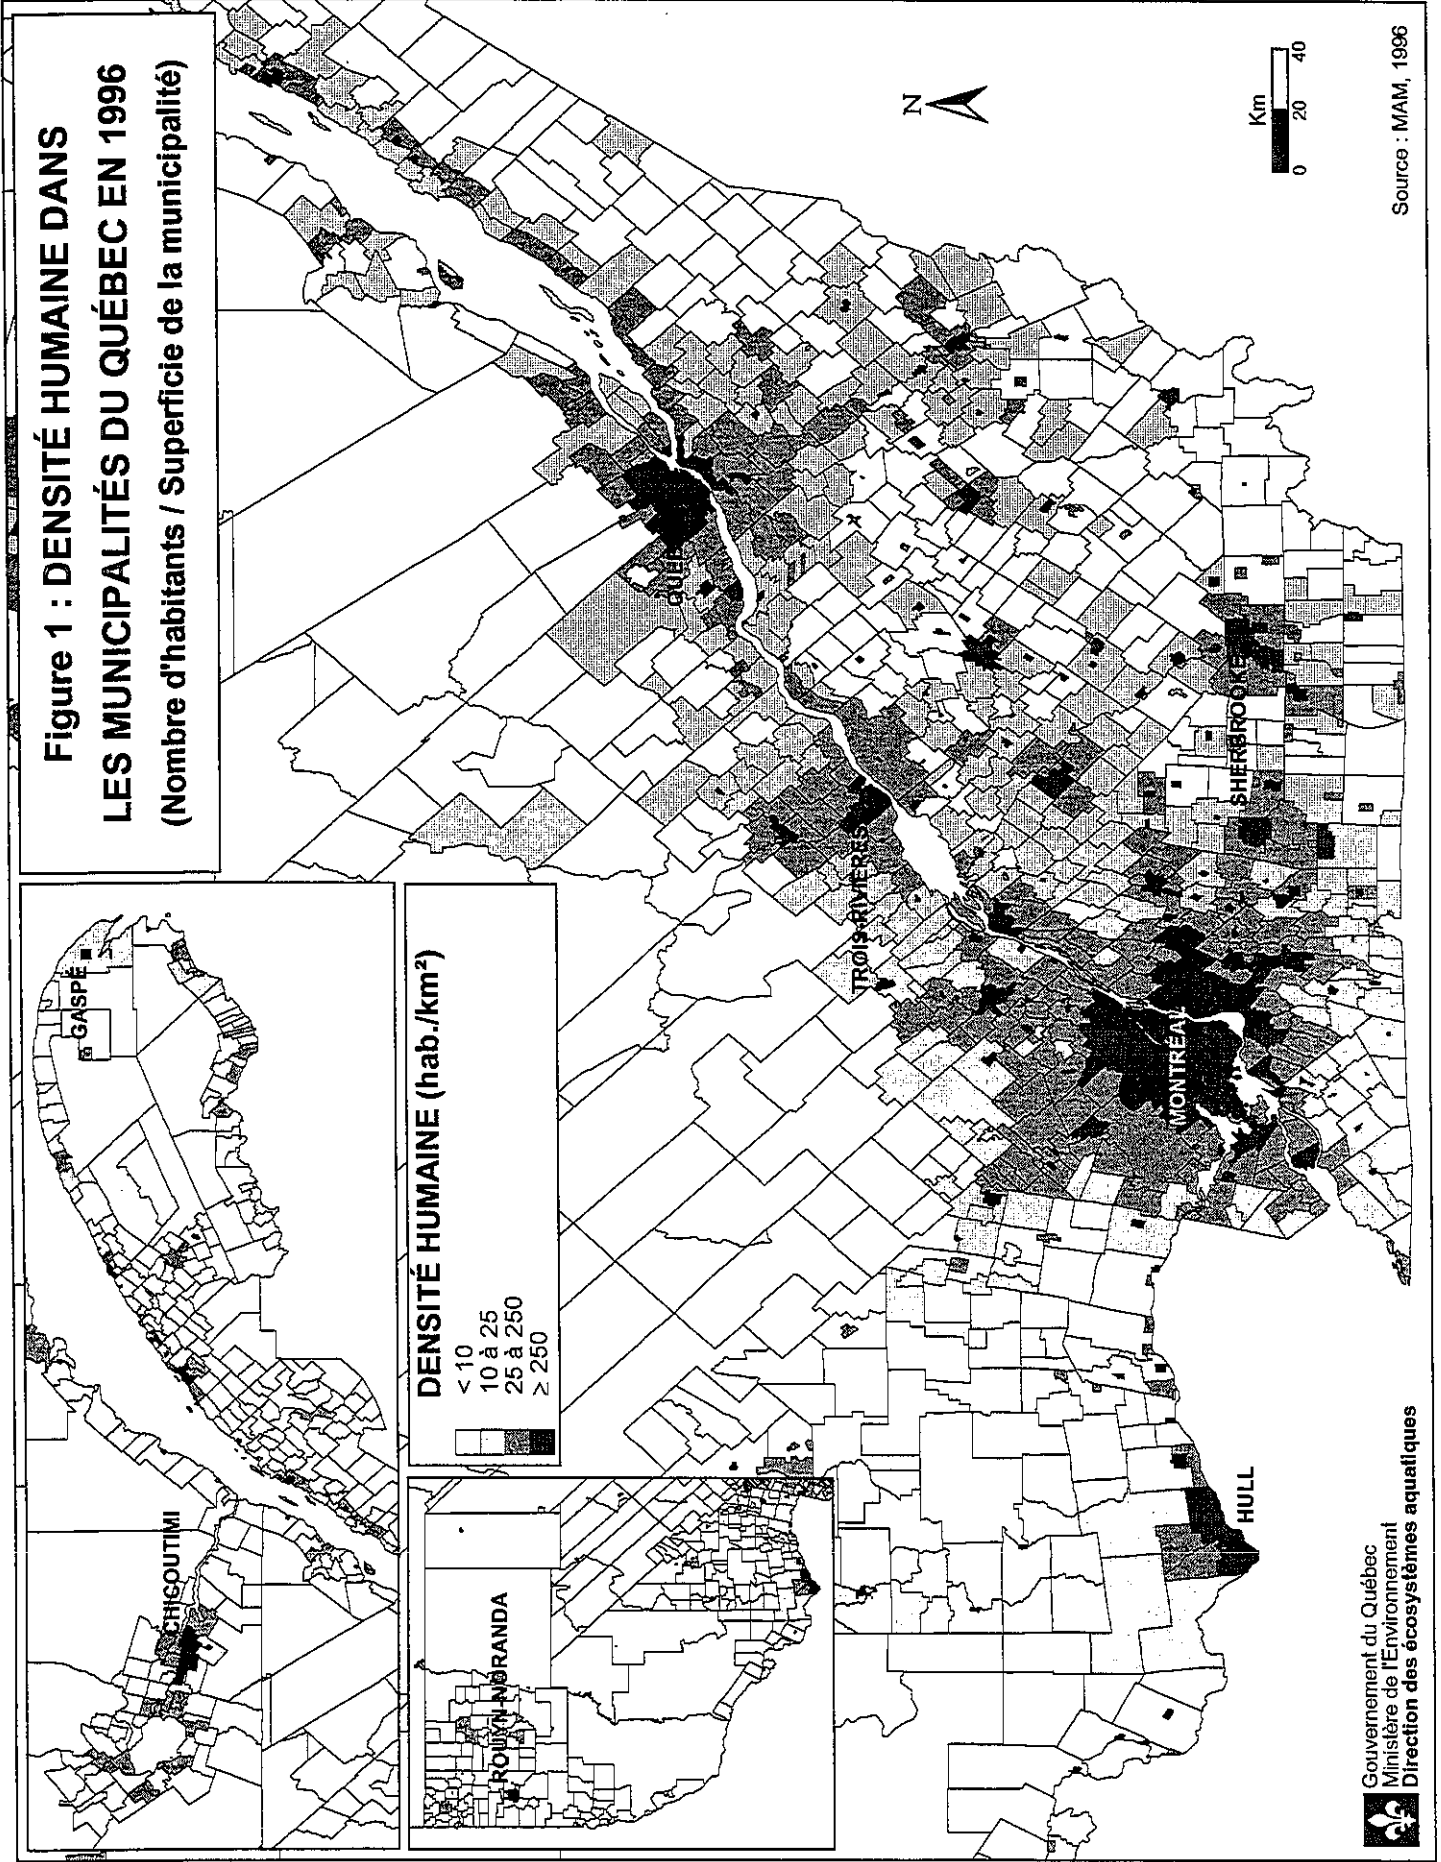 Figure 1 : DENSITÉ HUMAINE DANS
LES MUNICIPALITÉS DU QUÉBEC EN 1996
(Nombre d'habitants / Superficie de la municipalité)
CHICOUTIMI
GASPÉ
DENSITÉ HUMAINE (hab./km²)
< 10
10 à 25
25 à 250
≥ 250
ROUYN-NORANDA
TROIS-RIVIÈRES
MONTRÉAL
SHERBROOKE
HULL
N
Km
0 20 40
Source : MAM, 1996
Gouvernement du Québec
Ministère de l'Environnement
Direction des écosystèmes aquatiques